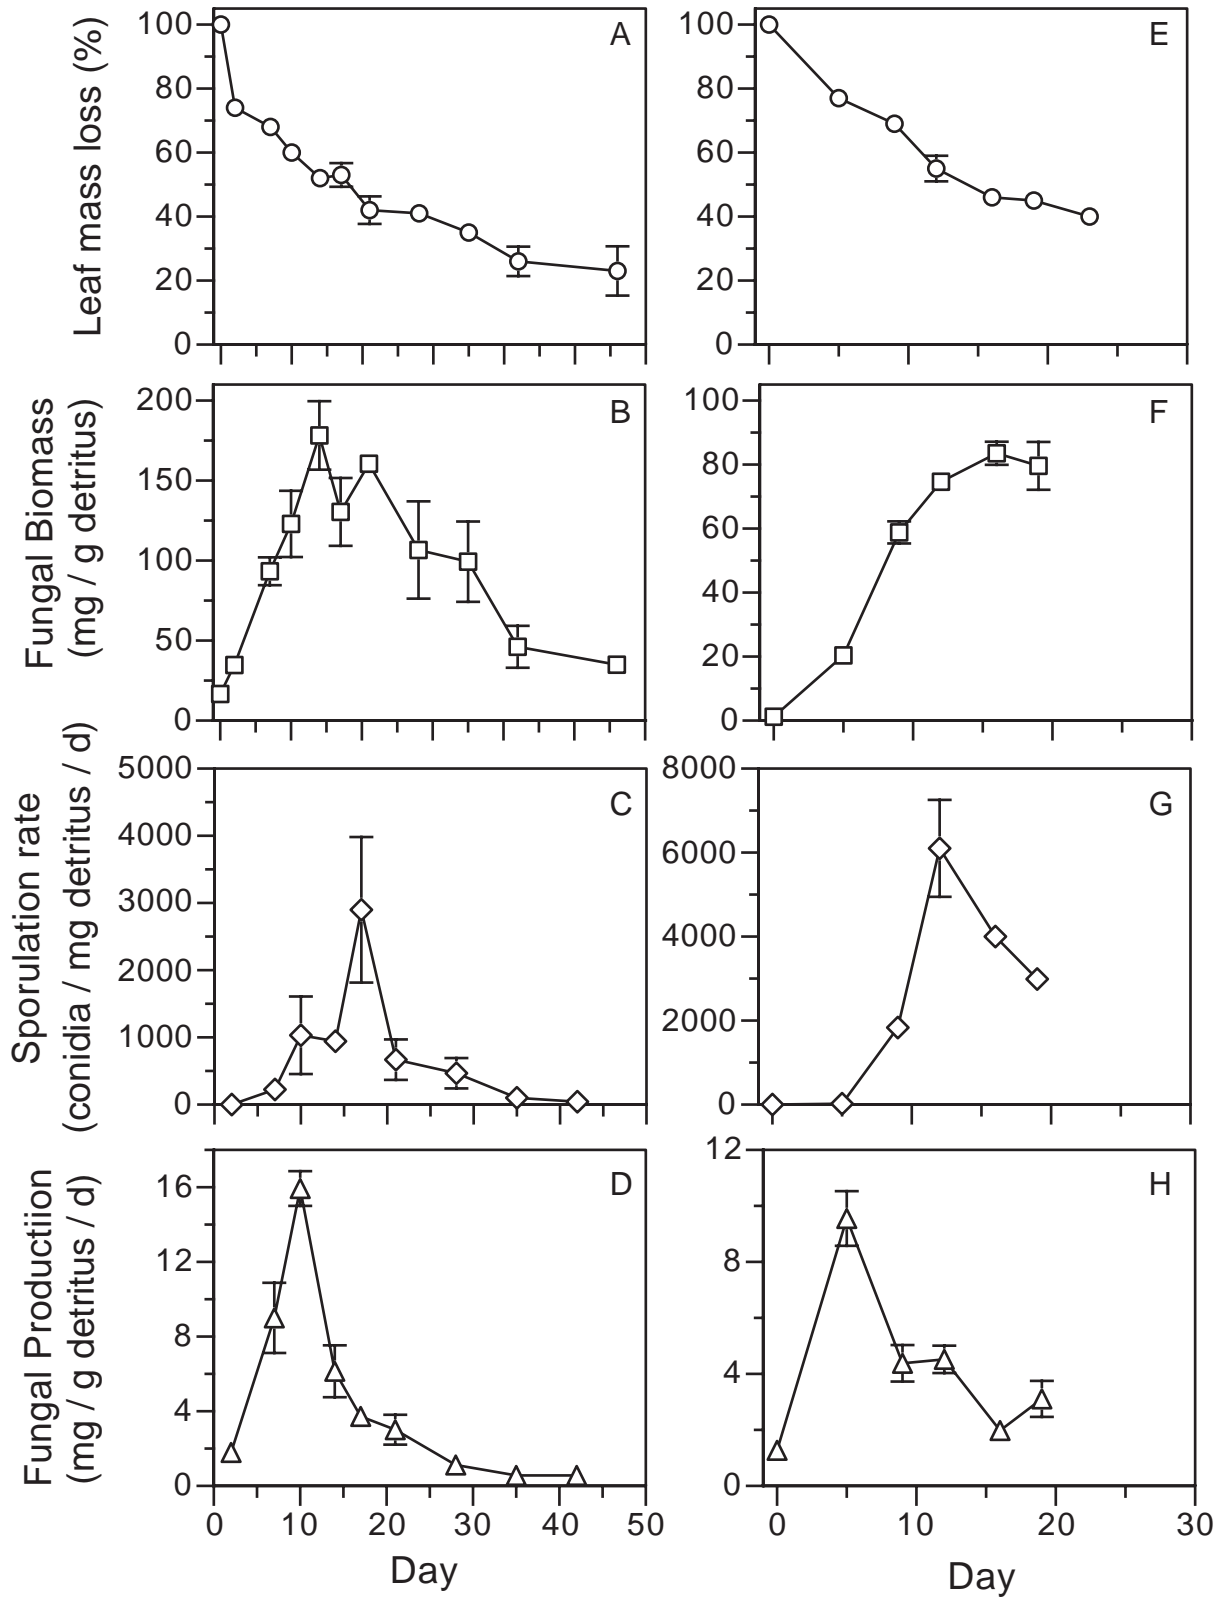 Leaf mass loss (%)
100
80
60
40
20
0
A
100
80
60
40
20
0
E
Fungal Biomass
(mg / g detritus)
200
150
100
50
0
B
100
80
60
40
20
0
F
Sporulation rate
(conidia / mg detritus / d)
5000
4000
3000
2000
1000
0
C
8000
6000
4000
2000
0
G
Fungal Productiion
(mg / g detritus / d)
16
12
8
4
0
D
12
8
4
0
H
0 10 20 30 40 50
Day
0 10 20 30
Day